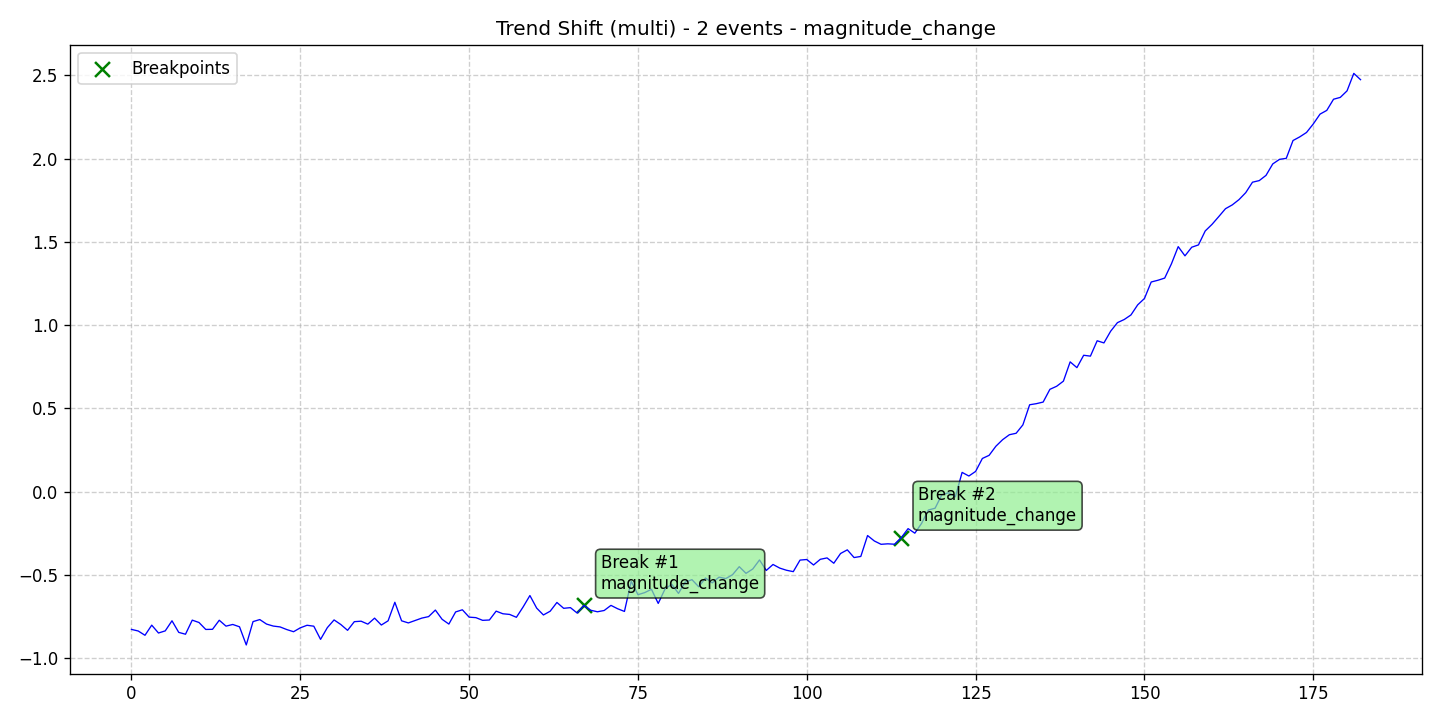 Trend Shift (multi) - 2 events - magnitude_change
Breakpoints
2.5
2.0
1.5
1.0
0.5
0.0
−0.5
−1.0
Break #2
magnitude_change
Break #1
magnitude_change
0
25
50
75
100
125
150
175